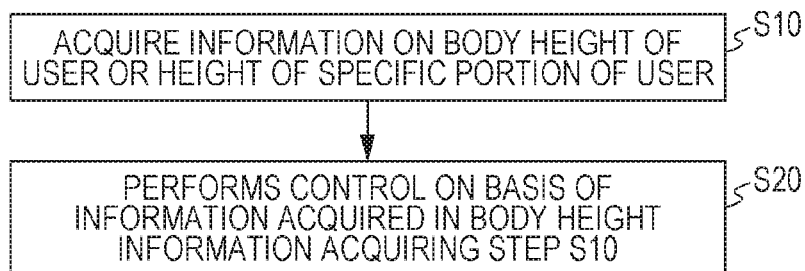 ACQUIRE INFORMATION ON BODY HEIGHT OF
USER OR HEIGHT OF SPECIFIC PORTION OF USER
S10
PERFORMS CONTROL ON BASIS OF
INFORMATION ACQUIRED IN BODY HEIGHT
INFORMATION ACQUIRING STEP S10
S20